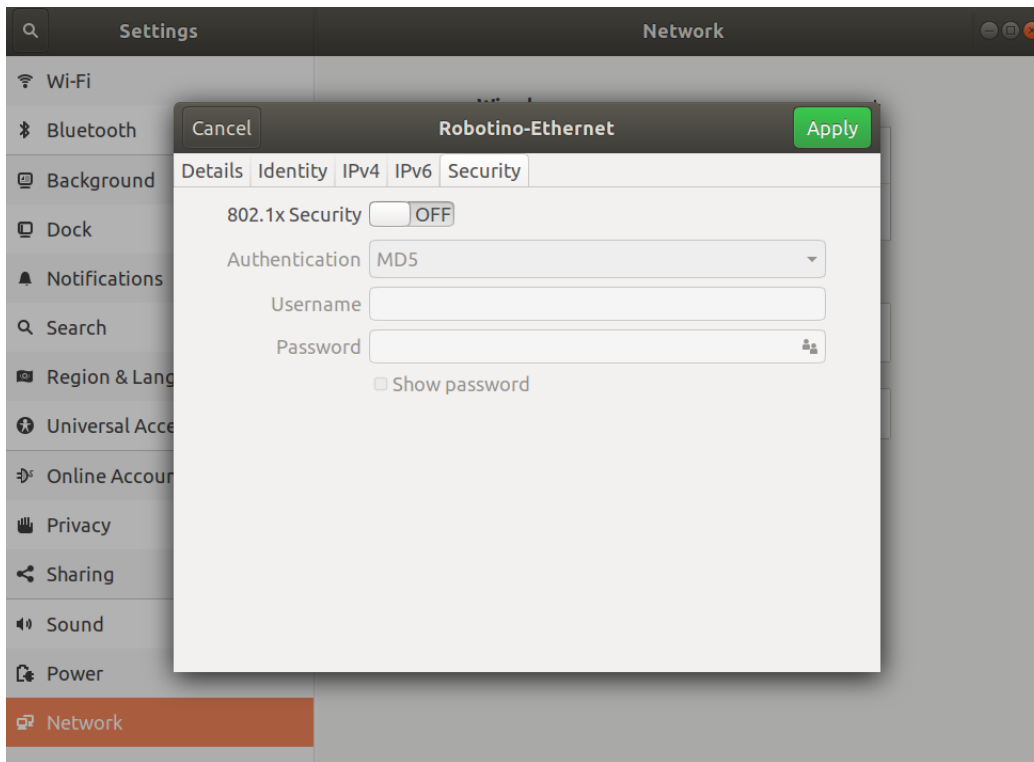 Settings
Network
Wi-Fi
Bluetooth
Background
Dock
Notifications
Search
Region & Lang
Universal Acce
Online Accour
Privacy
Sharing
Sound
Power
Network
Cancel
Robotino-Ethernet
Apply
Details Identity IPv4 IPv6 Security
802.1x Security OFF
Authentication MD5
Username
Password
Show password